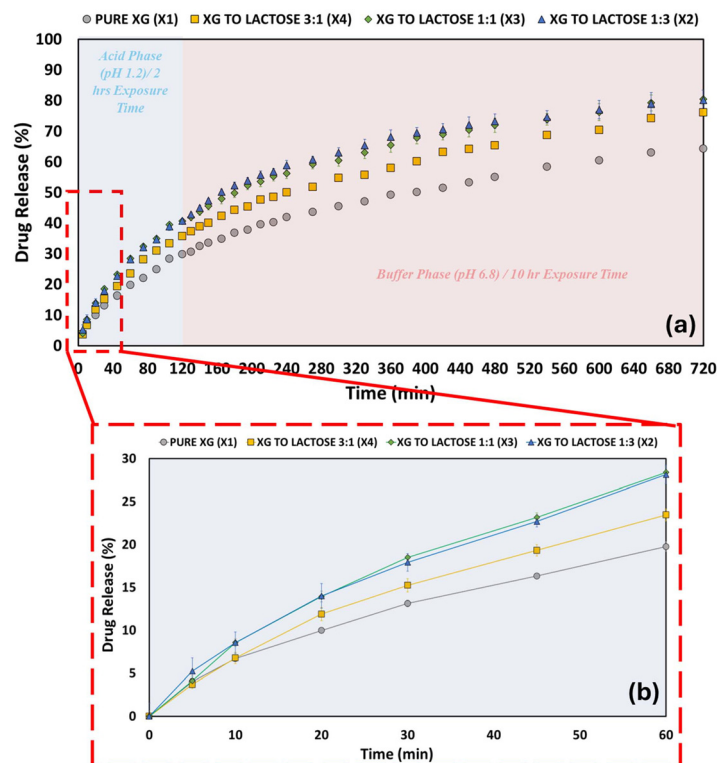 PURE XG (X1) XG TO LACTOSE 3:1 (X4) XG TO LACTOSE 1:1 (X3) XG TO LACTOSE 1:3 (X2)
100
90
80
70
60
50
40
30
20
10
0
Drug Release (%)
Acid Phase
(pH 1.2)/ 2
hrs Exposure
Time
Buffer Phase (pH 6.8) / 10 hr Exposure Time
(a)
0 40 80 120 160 200 240 280 320 360 400 440 480 520 560 600 640 680 720
Time (min)
PURE XG (X1) XG TO LACTOSE 3:1 (X4) XG TO LACTOSE 1:1 (X3) XG TO LACTOSE 1:3 (X2)
30
25
20
15
10
5
0
Drug Release (%)
(b)
0 10 20 30 40 50 60
Time (min)